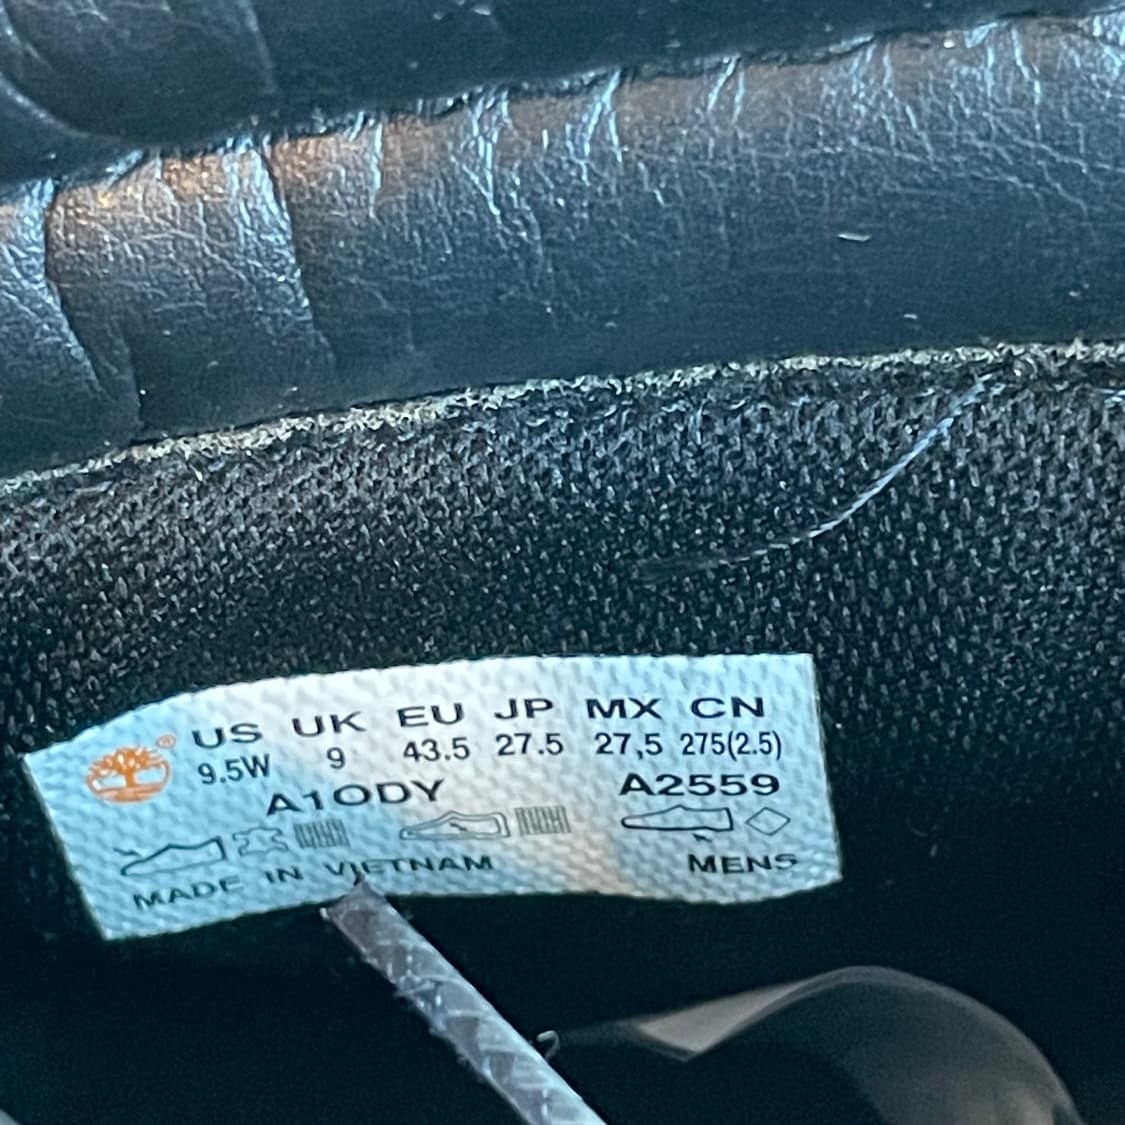 ® US UK EU JP MX CN
9.5W 9 43.5 27.5 27,5 275(2.5)
A1ODY A2559
MADE IN VIETNAM MENS